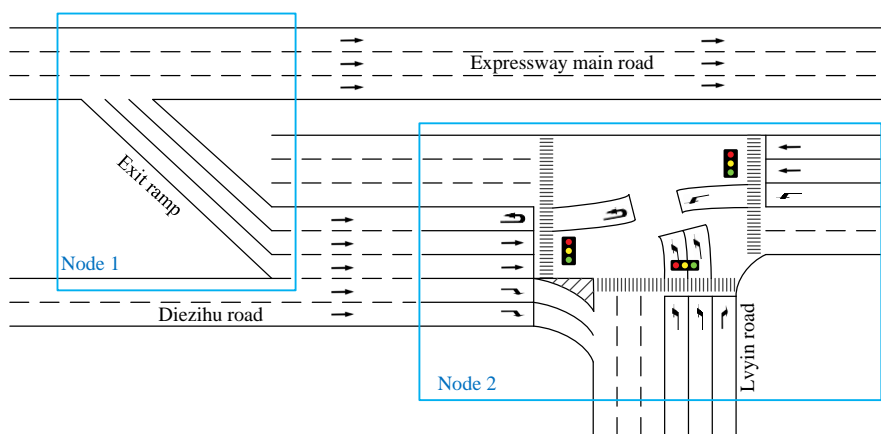 Expressway main road
Exit ramp
Node 1
Diezihu road
Node 2
Lvyin road